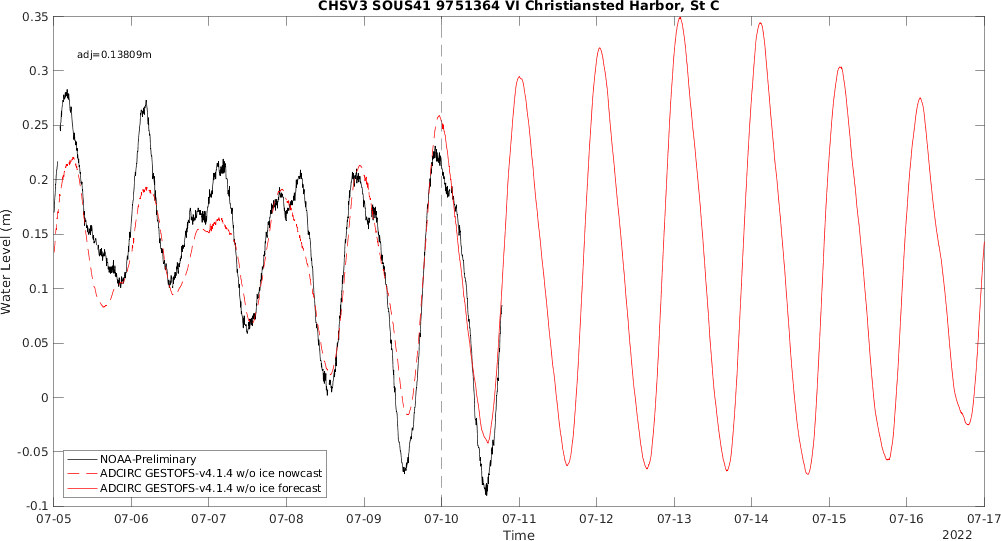 CHSV3 SOUS41 9751364 VI Christiansted Harbor, St C
adj=0.13809m
0.35
0.3
0.25
0.2
0.15
0.1
0.05
0
-0.05
-0.1
Water Level (m)
NOAA-Preliminary
ADCIRC GESTOFS-v4.1.4 w/o ice nowcast
ADCIRC GESTOFS-v4.1.4 w/o ice forecast
07-05 07-06 07-07 07-08 07-09 07-10 07-11 07-12 07-13 07-14 07-15 07-16 07-17
Time
2022